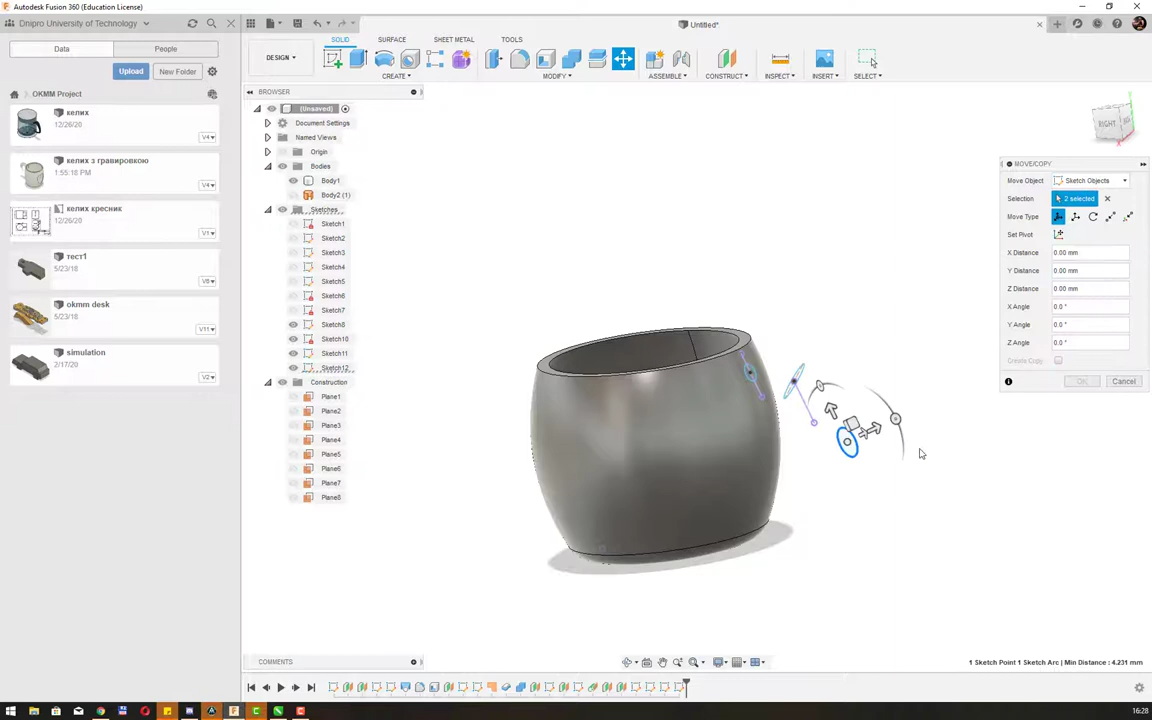 Autodesk Fusion 360 (Education License)
Dnipro University of Technology
Untitled*
Data
People
Upload
New Folder
OKMM Project
келих
12/26/20
V4
келих з гравировкою
1:55:18 PM
V4
келих кресник
12/26/20
V1
тест1
5/23/18
V6
okmm desk
5/23/18
V11
simulation
2/17/20
V2
SOLID
SURFACE
SHEET METAL
TOOLS
DESIGN
CREATE
MODIFY
ASSEMBLE
CONSTRUCT
INSPECT
INSERT
SELECT
BROWSER
(Unsaved)
Document Settings
Named Views
Origin
Bodies
Body1
Body2 (1)
Sketches
Sketch1
Sketch2
Sketch3
Sketch4
Sketch5
Sketch6
Sketch7
Sketch8
Sketch10
Sketch11
Sketch12
Construction
Plane1
Plane2
Plane3
Plane4
Plane5
Plane6
Plane7
Plane8
RIGHT
MOVE/COPY
Move Object
Sketch Objects
Selection
2 selected
Move Type
Set Pivot
X Distance
0.00 mm
Y Distance
0.00 mm
Z Distance
0.00 mm
X Angle
0.0 °
Y Angle
0.0 °
Z Angle
0.0 °
Create Copy
OK
Cancel
COMMENTS
1 Sketch Point 1 Sketch Arc | Min Distance : 4.231 mm
16:28